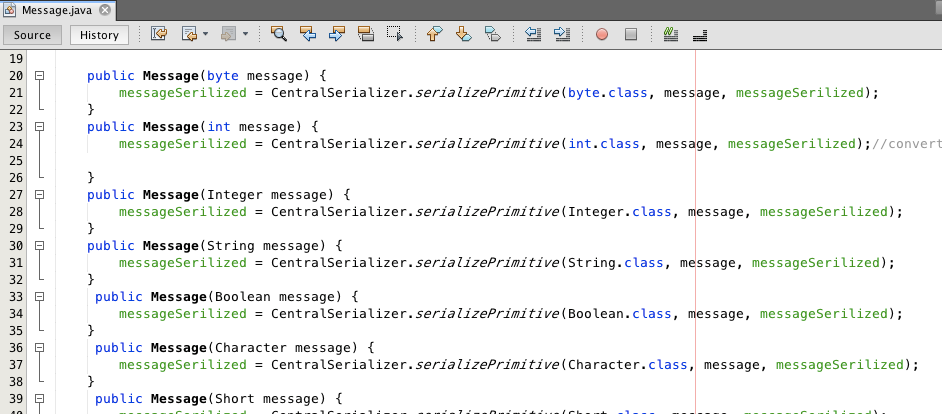 Message.java
Source History
19
20 public Message(byte message) {
21 messageSerilized = CentralSerializer.serializePrimitive(byte.class, message, messageSerilized);
22 }
23 public Message(int message) {
24 messageSerilized = CentralSerializer.serializePrimitive(int.class, message, messageSerilized);//convert
25
26 }
27 public Message(Integer message) {
28 messageSerilized = CentralSerializer.serializePrimitive(Integer.class, message, messageSerilized);
29 }
30 public Message(String message) {
31 messageSerilized = CentralSerializer.serializePrimitive(String.class, message, messageSerilized);
32 }
33 public Message(Boolean message) {
34 messageSerilized = CentralSerializer.serializePrimitive(Boolean.class, message, messageSerilized);
35 }
36 public Message(Character message) {
37 messageSerilized = CentralSerializer.serializePrimitive(Character.class, message, messageSerilized);
38 }
39 public Message(Short message) {